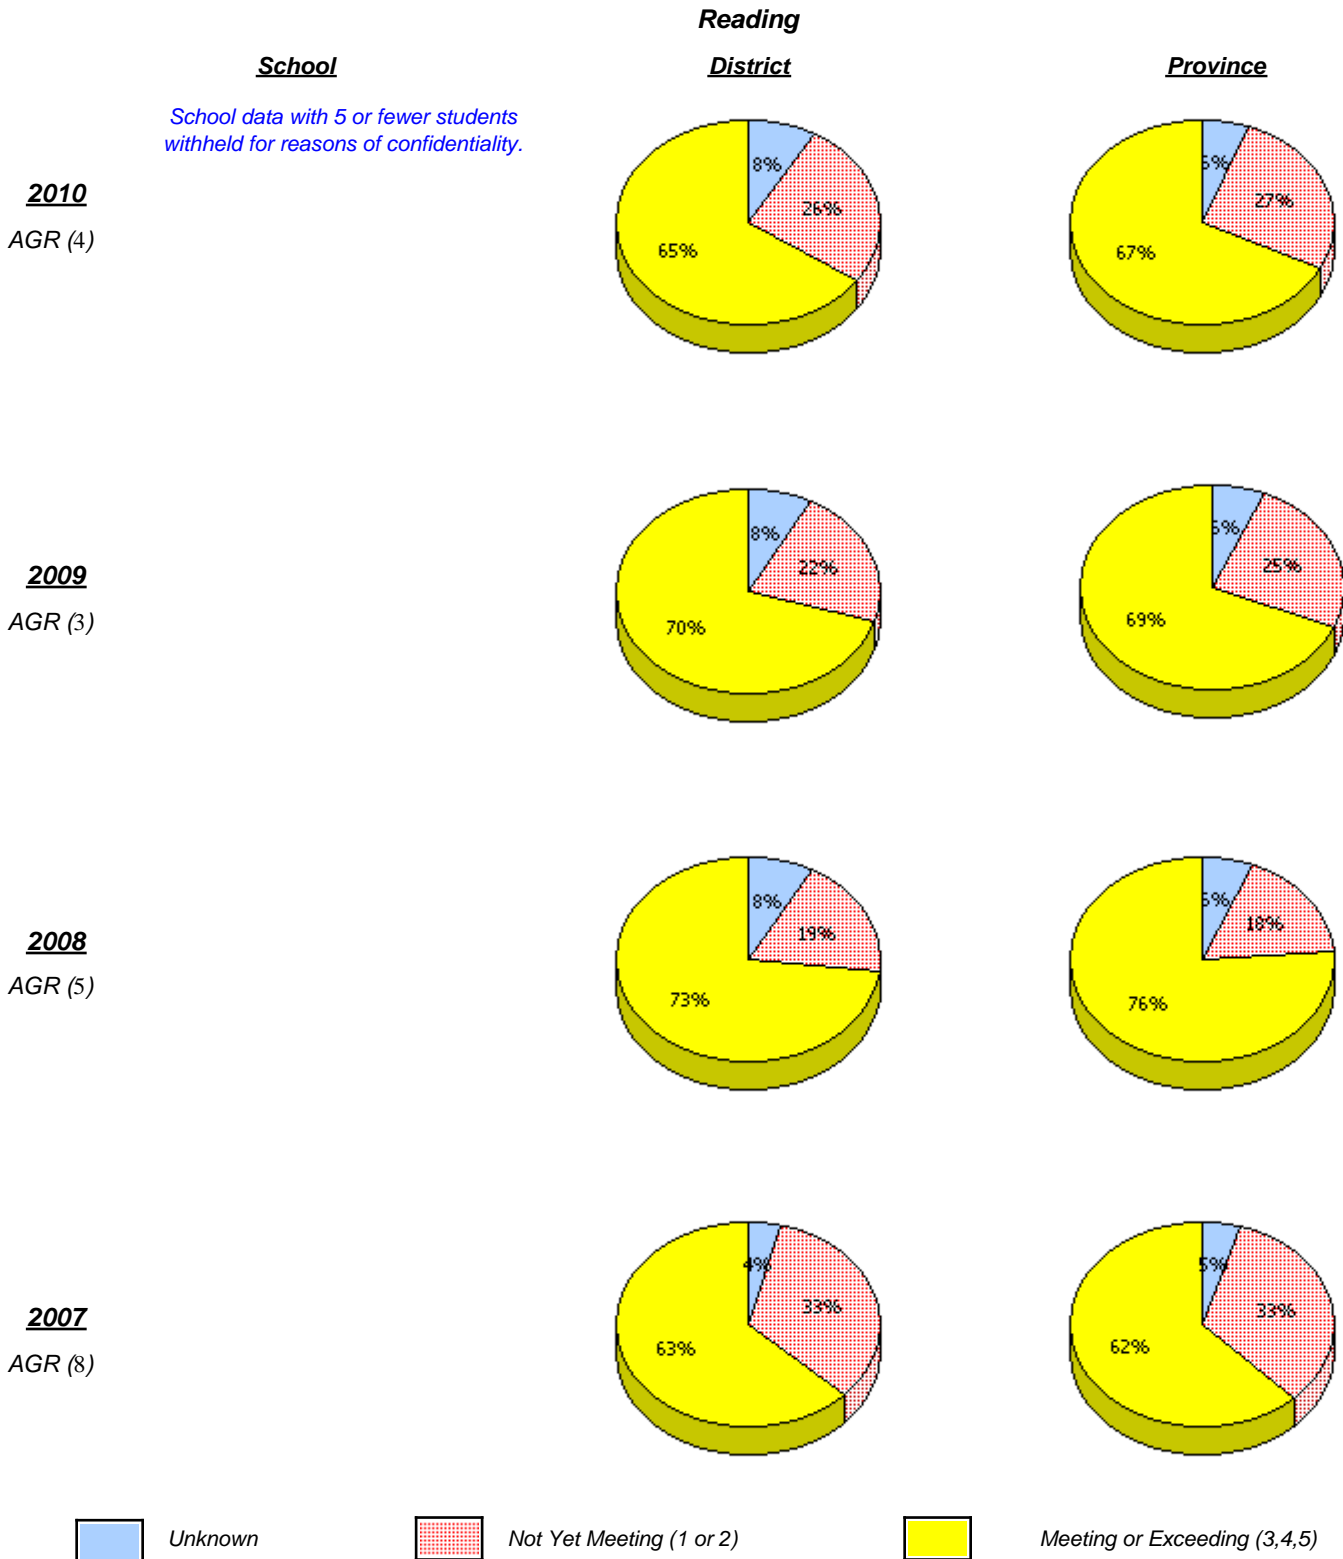 Reading
School District Province
School data with 5 or fewer students
withheld for reasons of confidentiality.
2010
AGR (4)
8%
26%
65%
27%
67%
2009
AGR (3)
8%
22%
70%
25%
69%
2008
AGR (5)
8%
19%
73%
18%
76%
2007
AGR (8)
4%
33%
63%
5%
33%
62%
Unknown Not Yet Meeting (1 or 2) Meeting or Exceeding (3,4,5)